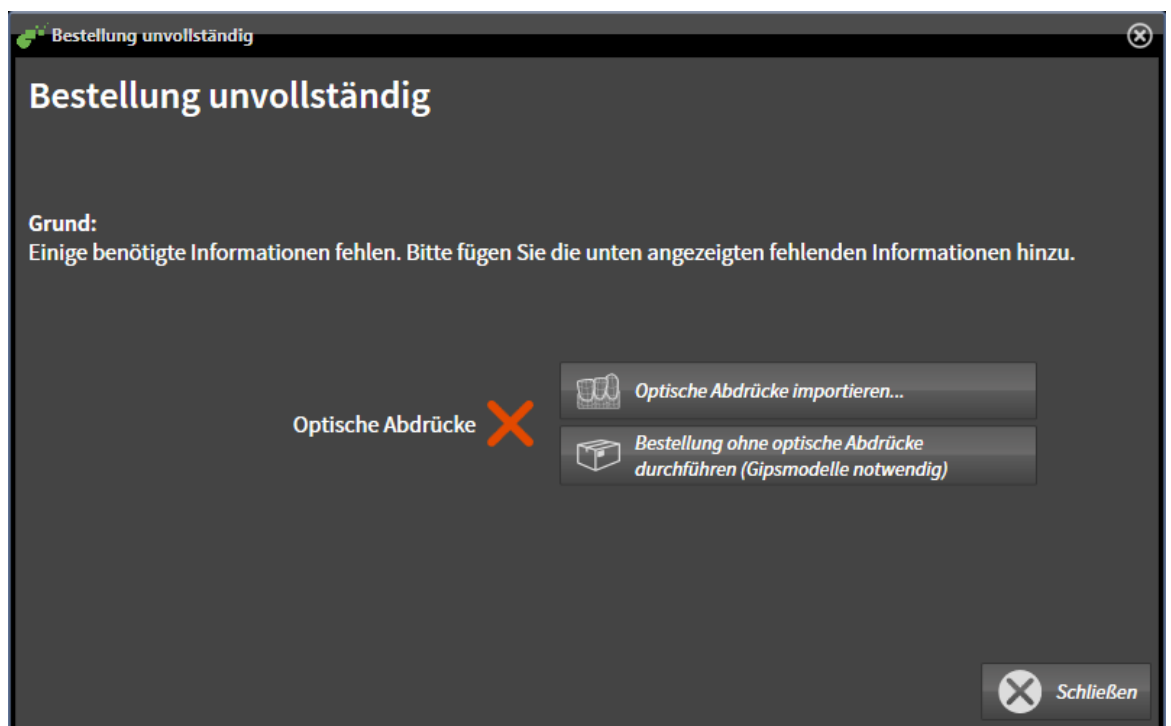 Bestellung unvollständig
Bestellung unvollständig
Grund:
Einige benötigte Informationen fehlen. Bitte fügen Sie die unten angezeigten fehlenden Informationen hinzu.
Optische Abdrücke
Optische Abdrücke importieren...
Bestellung ohne optische Abdrücke
durchführen (Gipsmodelle notwendig)
Schließen